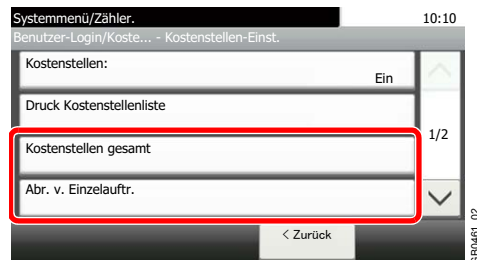 Systemmenü/Zähler.
10:10
Benutzer-Login/Koste... - Kostenstellen-Einst.
Kostenstellen:
Ein
Druck Kostenstellenliste
1/2
Kostenstellen gesamt
Abr. v. Einzelauftr.
< Zurück